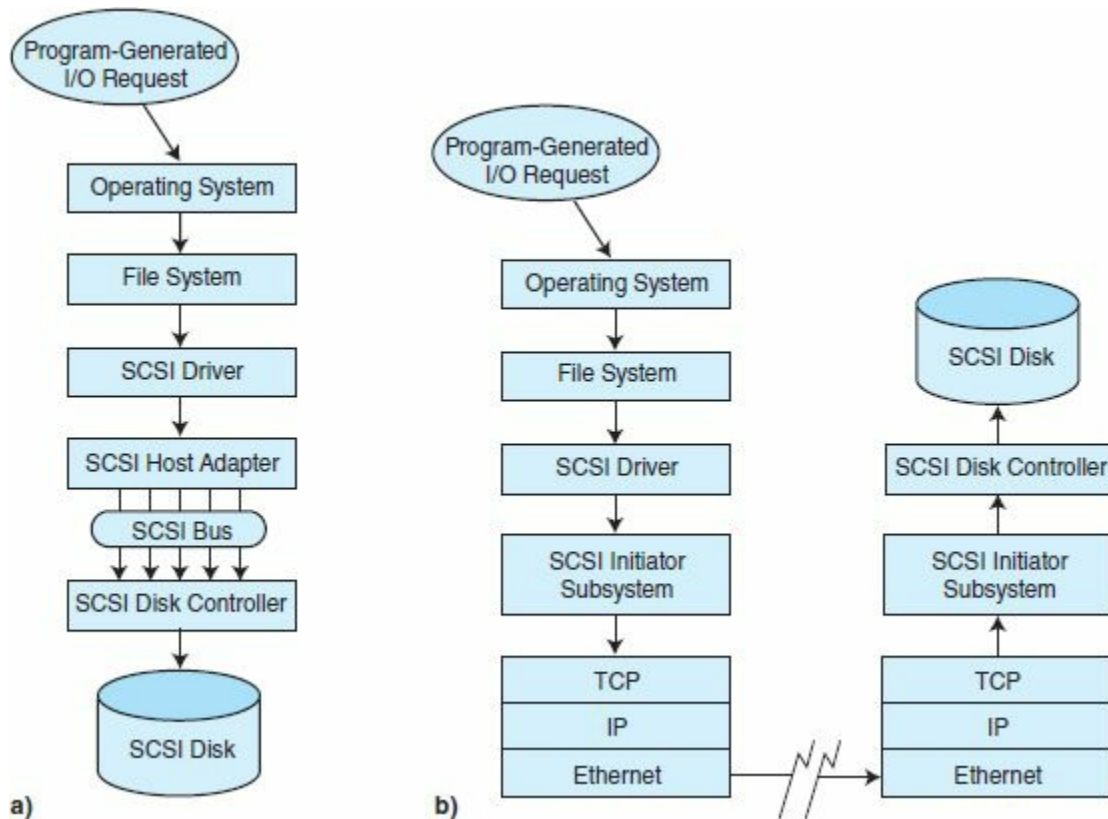 Program-Generated
I/O Request
Operating System
File System
SCSI Driver
SCSI Host Adapter
SCSI Bus
SCSI Disk Controller
SCSI Disk
a)
Program-Generated
I/O Request
Operating System
File System
SCSI Driver
SCSI Initiator
Subsystem
TCP
IP
Ethernet
SCSI Disk
SCSI Disk Controller
SCSI Initiator
Subsystem
TCP
IP
Ethernet
b)